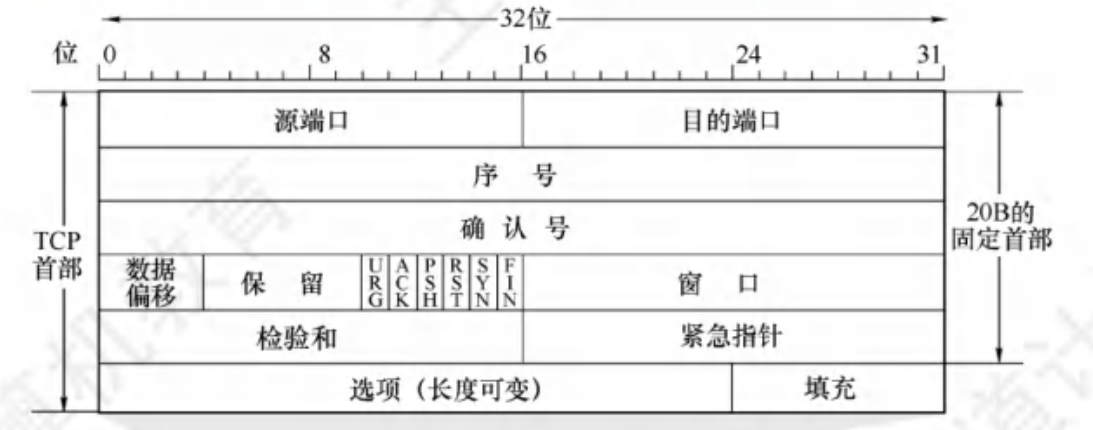 32位
位 0 8 16 24 31
源端口 目的端口
序 号
确 认 号
TCP
首部
20B的
固定首部
数据
偏移
保 留
URG
ACK
PSH
RST
SYN
FIN
窗 口
检验和 紧急指针
选项（长度可变） 填充